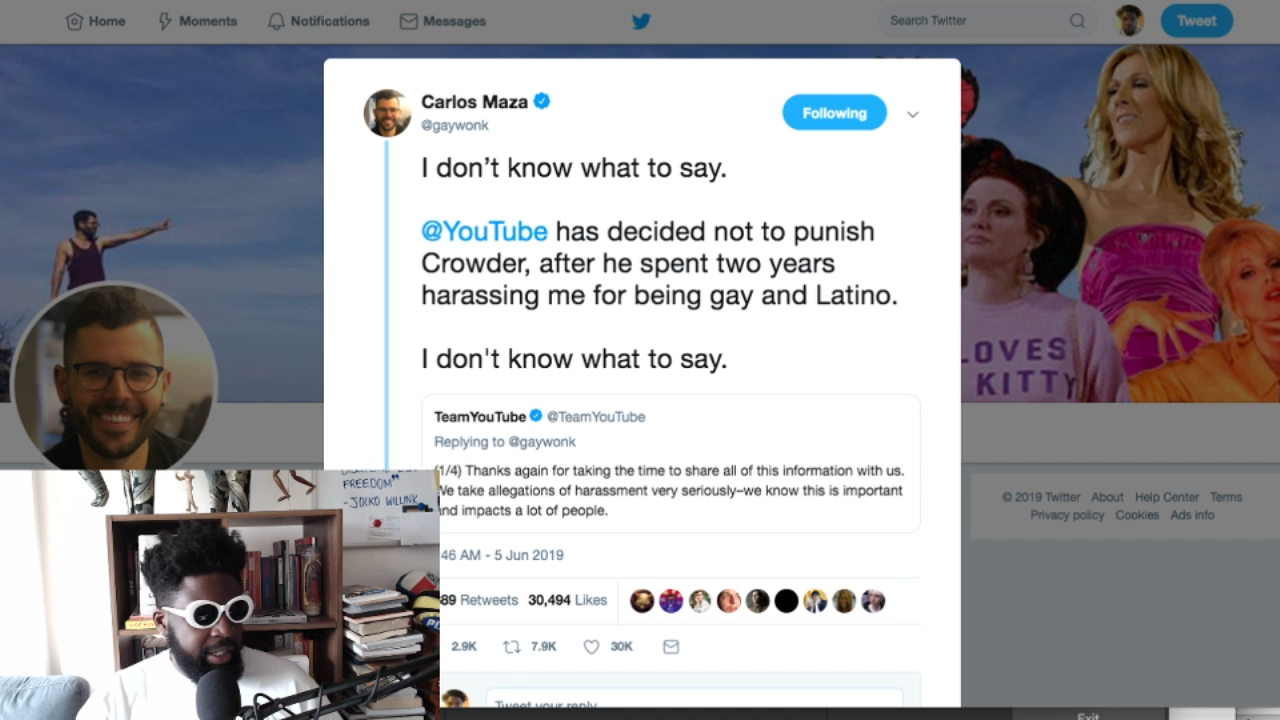 Home Moments Notifications Messages Search Twitter Tweet
Carlos Maza
@gaywonk
Following
I don’t know what to say.
@YouTube has decided not to punish
Crowder, after he spent two years
harassing me for being gay and Latino.
I don't know what to say.
TeamYouTube @TeamYouTube
Replying to @gaywonk
(1/4) Thanks again for taking the time to share all of this information with us.
We take allegations of harassment very seriously–we know this is important
and impacts a lot of people.
46 AM - 5 Jun 2019
89 Retweets 30,494 Likes
2.9K 7.9K 30K
Tweet your reply
LOVES
KITTY
© 2019 Twitter About Help Center Terms
Privacy policy Cookies Ads info
FREEDOM"
-JOCKO WILLINK
Exit